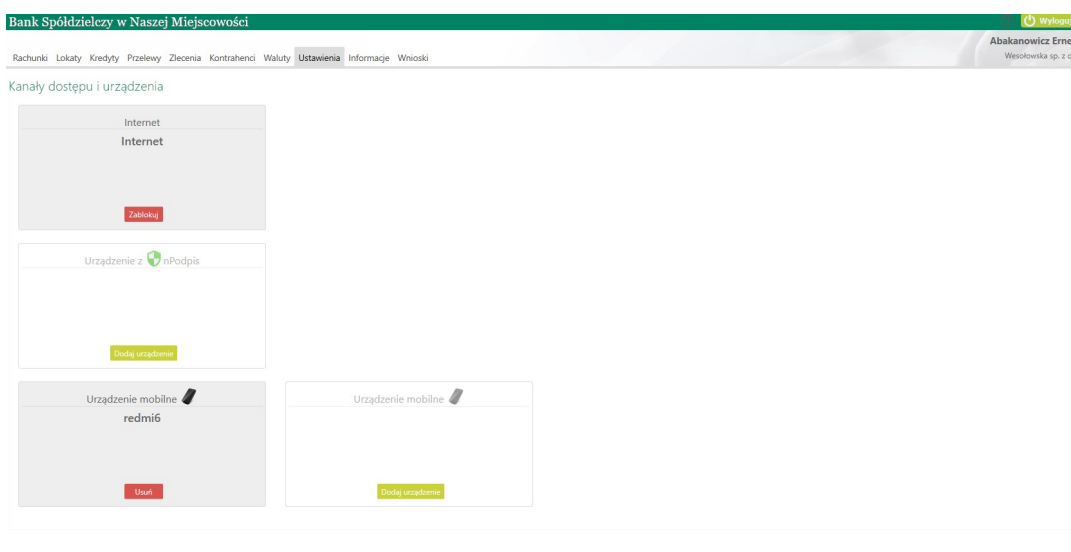 Bank Spółdzielczy w Naszej Miejscowości
Wyloguj
Abakanowicz Erne
Wesołowska sp. z o
Rachunki Lokaty Kredyty Przelewy Zlecenia Kontrahenci Waluty Ustawienia Informacje Wnioski
Kanały dostępu i urządzenia
Internet
Internet
Zablokuj
Urządzenie z nPodpis
Dodaj urządzenie
Urządzenie mobilne
redmi6
Usuń
Urządzenie mobilne
Dodaj urządzenie